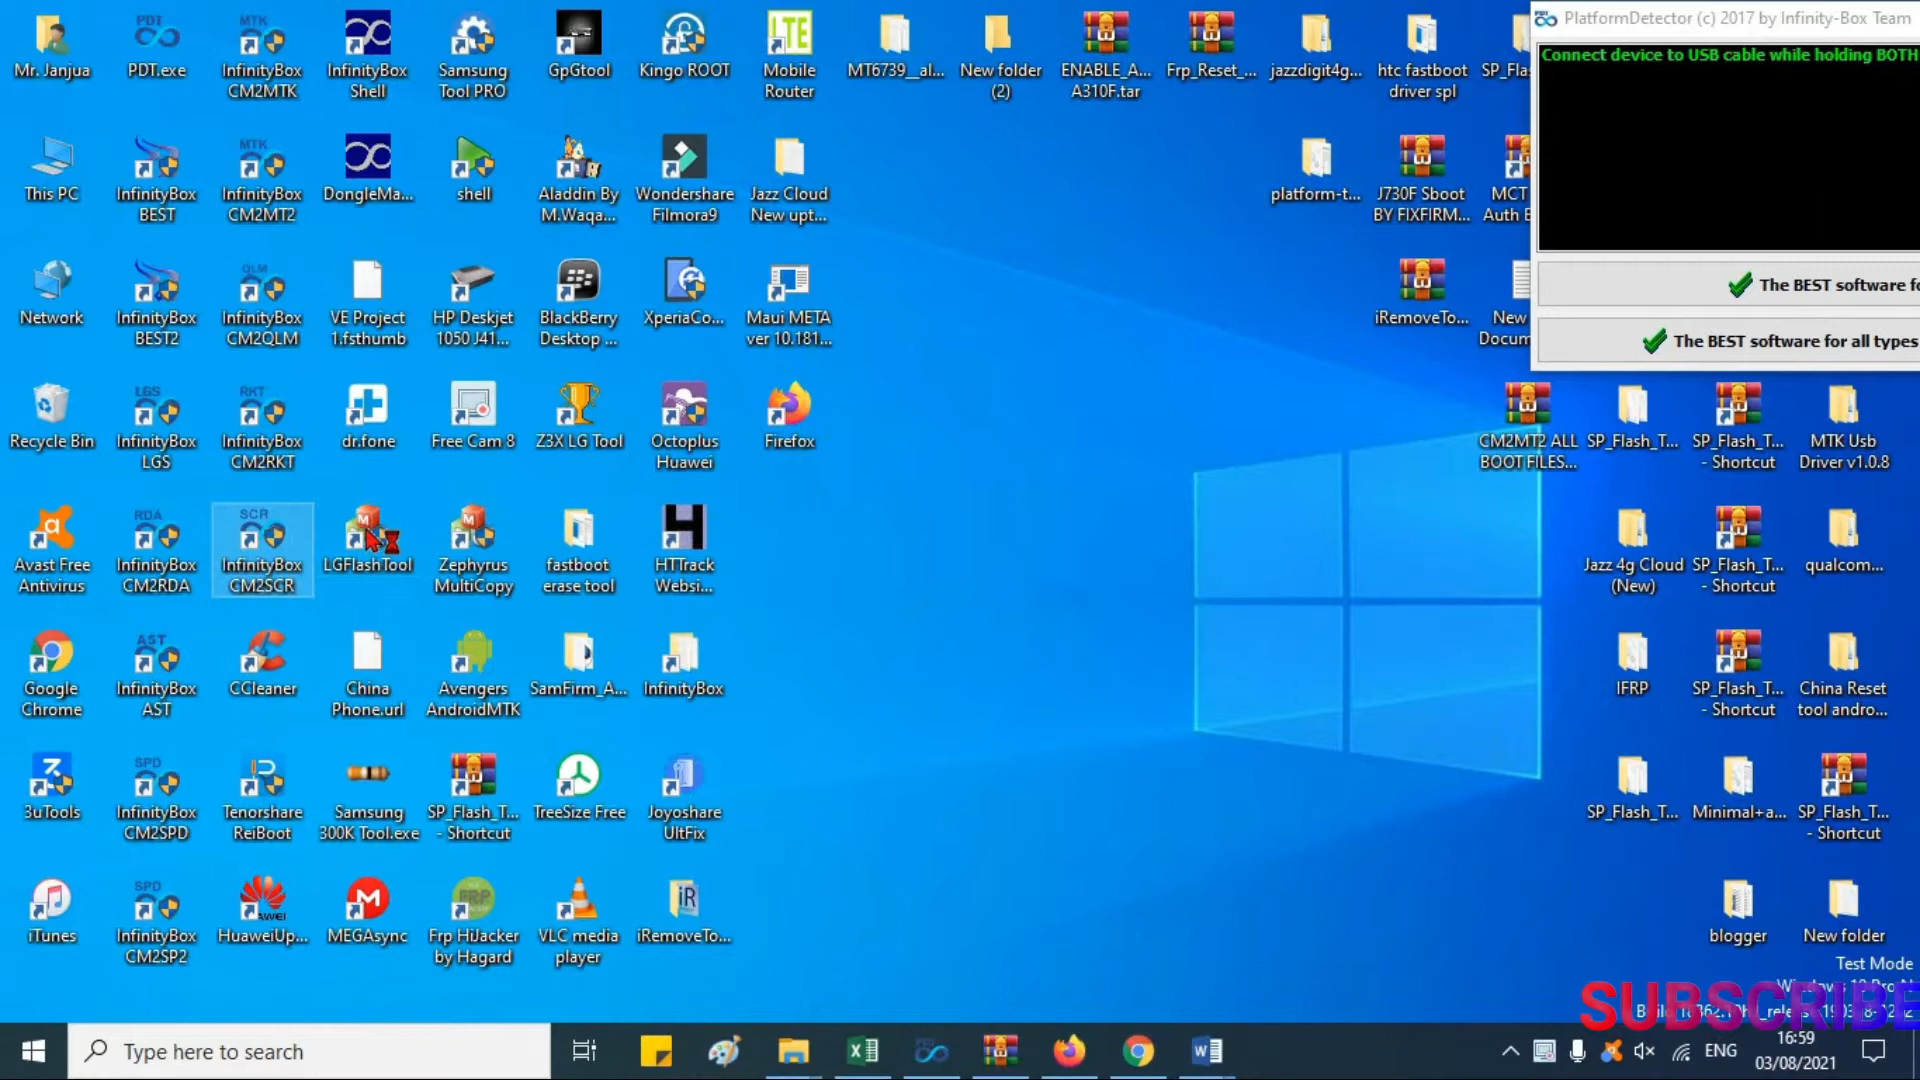 Mr. Janjua
PDT.exe
InfinityBox
CM2MTK
InfinityBox
Shell
Samsung
Tool PRO
GpGtool
Kingo ROOT
Mobile
Router
MT6739__al...
New folder
(2)
ENABLE_A...
A310F.tar
Frp_Reset_...
jazzdigit4g...
htc fastboot
driver spl
PlatformDetector (c) 2017 by Infinity-Box Team
Connect device to USB cable while holding BOTH
The BEST software fo
The BEST software for all types
This PC
InfinityBox
BEST
InfinityBox
CM2MT2
DongleMa...
shell
Aladdin By
M.Waqa...
Wondershare
Filmora9
Jazz Cloud
New upt...
platform-t...
J730F Sboot
BY FIXFIRM...
MCT
Auth B
Network
InfinityBox
BEST2
InfinityBox
CM2QLM
VE Project
1.fsthumb
HP Deskjet
1050 J41...
BlackBerry
Desktop ...
XperiaCo...
Maui META
ver 10.181...
iRemoveTo...
New
Docum
Recycle Bin
InfinityBox
LGS
InfinityBox
CM2RKT
dr.fone
Free Cam 8
Z3X LG Tool
Octoplus
Huawei
Firefox
CM2MT2 ALL
BOOT FILES...
SP_Flash_T...
SP_Flash_T...
- Shortcut
MTK Usb
Driver v1.0.8
Avast Free
Antivirus
InfinityBox
CM2RDA
InfinityBox
CM2SCR
LGFlashTool
Zephyrus
MultiCopy
fastboot
erase tool
HTTrack
Websi...
Jazz 4g Cloud
(New)
SP_Flash_T...
- Shortcut
qualcom...
Google
Chrome
InfinityBox
AST
CCleaner
China
Phone.url
Avengers
AndroidMTK
SamFirm_A...
InfinityBox
IFRP
SP_Flash_T...
- Shortcut
China Reset
tool andro...
3uTools
InfinityBox
CM2SPD
Tenorshare
ReiBoot
Samsung
300K Tool.exe
SP_Flash_T...
- Shortcut
TreeSize Free
Joyoshare
UltFix
SP_Flash_T...
Minimal+a...
SP_Flash_T...
- Shortcut
iTunes
InfinityBox
CM2SP2
HuaweiUp...
MEGAsync
Frp HiJacker
by Hagard
VLC media
player
iRemoveTo...
blogger
New folder
Test Mode
SUBSCRIBE
Type here to search
ENG
16:59
03/08/2021